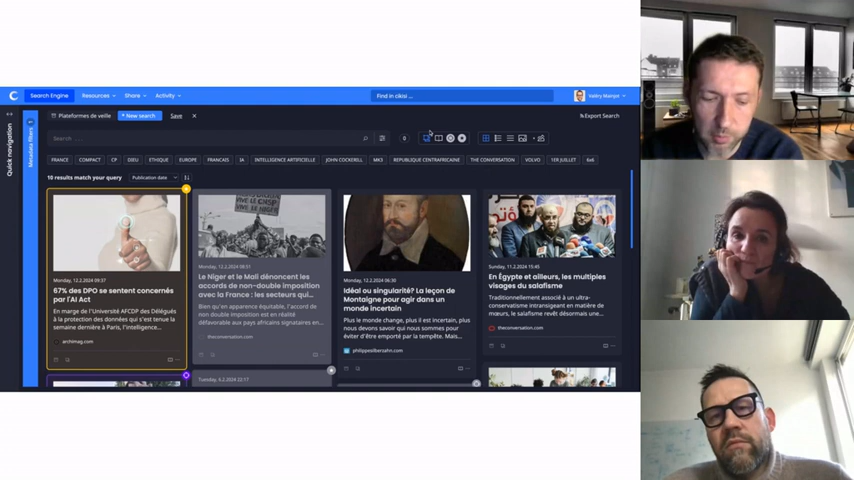 Search Engine
Resources
Share
Activity
Find in cikisi ...
Valéry Marajo
Quick navigation
Metadata filters
Plateformes de veille
+ New search
Save
Export Search
Search ...
0
FRANCE
COMPACT
CP
ETHIQUE
EUROPE
FRANCAIS
IA
INTELLIGENCE ARTIFICIELLE
JOHN COCKERILL
MK3
REPUBLIQUE CENTRAFRICAINE
THE CONVERSATION
VOLVO
1ER JUILLET
6x6
10 results match your query
Publication date
Monday, 12.2.2024 09:37
67% des DPO se sentent concernés
par l'AI Act
En marge de l'Université AFCDP des Délégués
à la protection des données qui s'est tenue la
semaine dernière à Paris, l'intelligence...
archimag.com
Monday, 12.2.2024 08:51
Le Niger et le Mali dénoncent les
accords de non-double imposition
avec la France : les secteurs qui...
Bien qu'en apparence équitable, l'accord de
non double imposition est en réalité
défavorable aux pays africains signataires en...
theconversation.com
Tuesday, 6.2.2024 22:17
Monday, 12.2.2024 06:39
Idéal ou singularité? La leçon de
Montaigne pour agir dans un
monde incertain
Plus le monde change, plus il est incertain, plus
nous devons savoir qui nous sommes pour
éviter d'être emporté par la tempête. Mais...
philippesilberzahn.com
Sunday, 11.2.2024 15:45
En Égypte et ailleurs, les multiples
visages du salafisme
Traditionnellement associé à un ultra-
conservatisme intransigeant en matière de
mœurs, le salafisme revêt désormais une...
theconversation.com